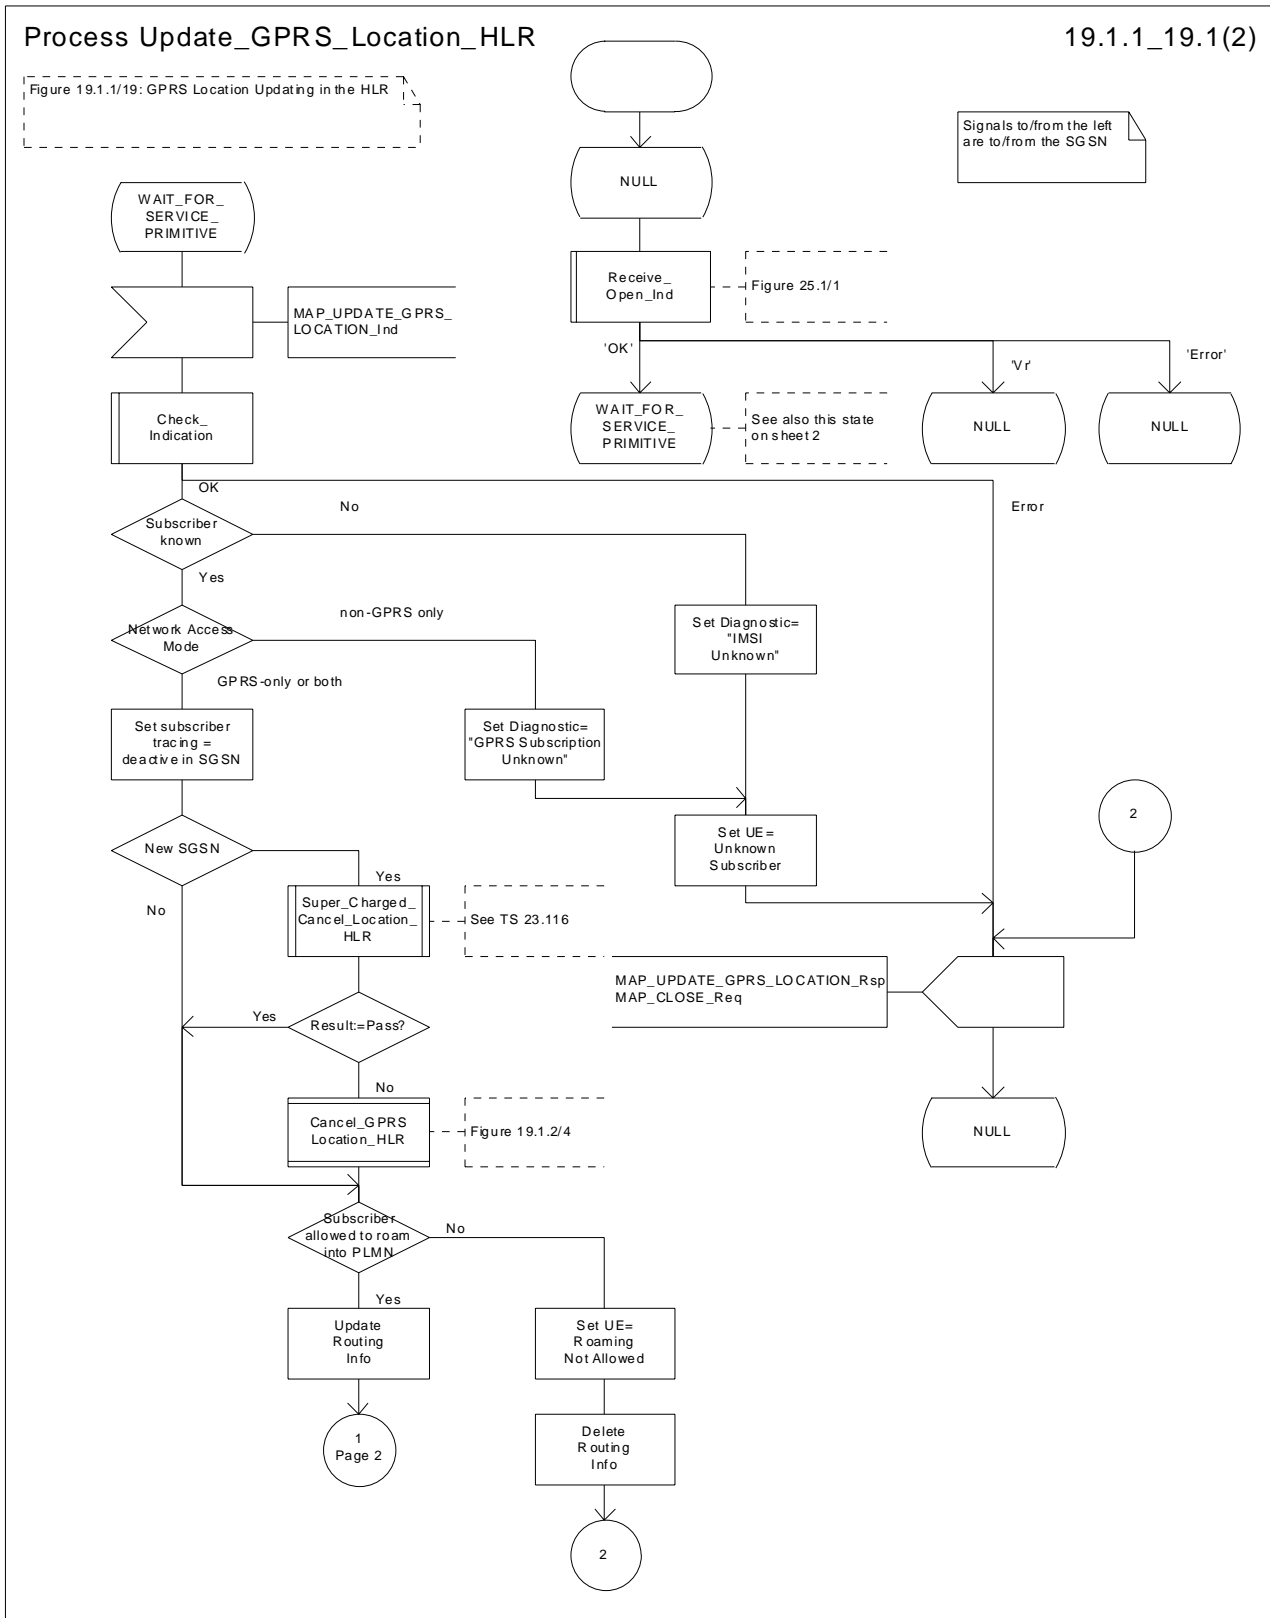 Process Update_GPRS_Location_HLR
19.1.1_19.1(2)
Figure 19.1.1/19: GPRS Location Updating in the HLR
Signals to/from the left
are to/from the SGSN
NULL
WAIT_FOR_
SERVICE_
PRIMITIVE
Receive_
Open_Ind
Figure 25.1/1
MAP_UPDATE_GPRS_
LOCATION_Ind
'OK'
'Vr'
'Error'
Check_
Indication
WAIT_FOR_
SERVICE_
PRIMITIVE
See also this state
on sheet 2
NULL
NULL
OK
No
Error
Subscriber
known
Yes
non-GPRS only
Network Access
Mode
Set Diagnostic=
"IMSI
Unknown"
GPRS-only or both
Set subscriber
tracing =
deactive in SGSN
Set Diagnostic=
"GPRS Subscription
Unknown"
2
New SGSN
Set UE=
Unknown
Subscriber
Yes
No
Super_Charged_
Cancel_Location_
HLR
See TS 23.116
MAP_UPDATE_GPRS_LOCATION_Rsp
MAP_CLOSE_Req
Yes
Result:=Pass?
No
Cancel_GPRS
Location_HLR
Figure 19.1.2/4
NULL
Subscriber
allowed to roam
into PLMN
No
Yes
Update
Routing
Info
Set UE=
Roaming
Not Allowed
1
Page 2
Delete
Routing
Info
2